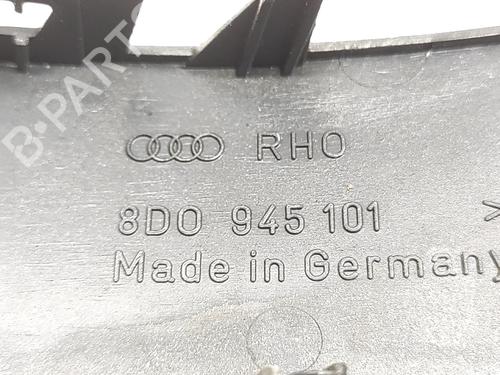 B-PARTS
RHO
8D0 945 101 >
Made in Germany